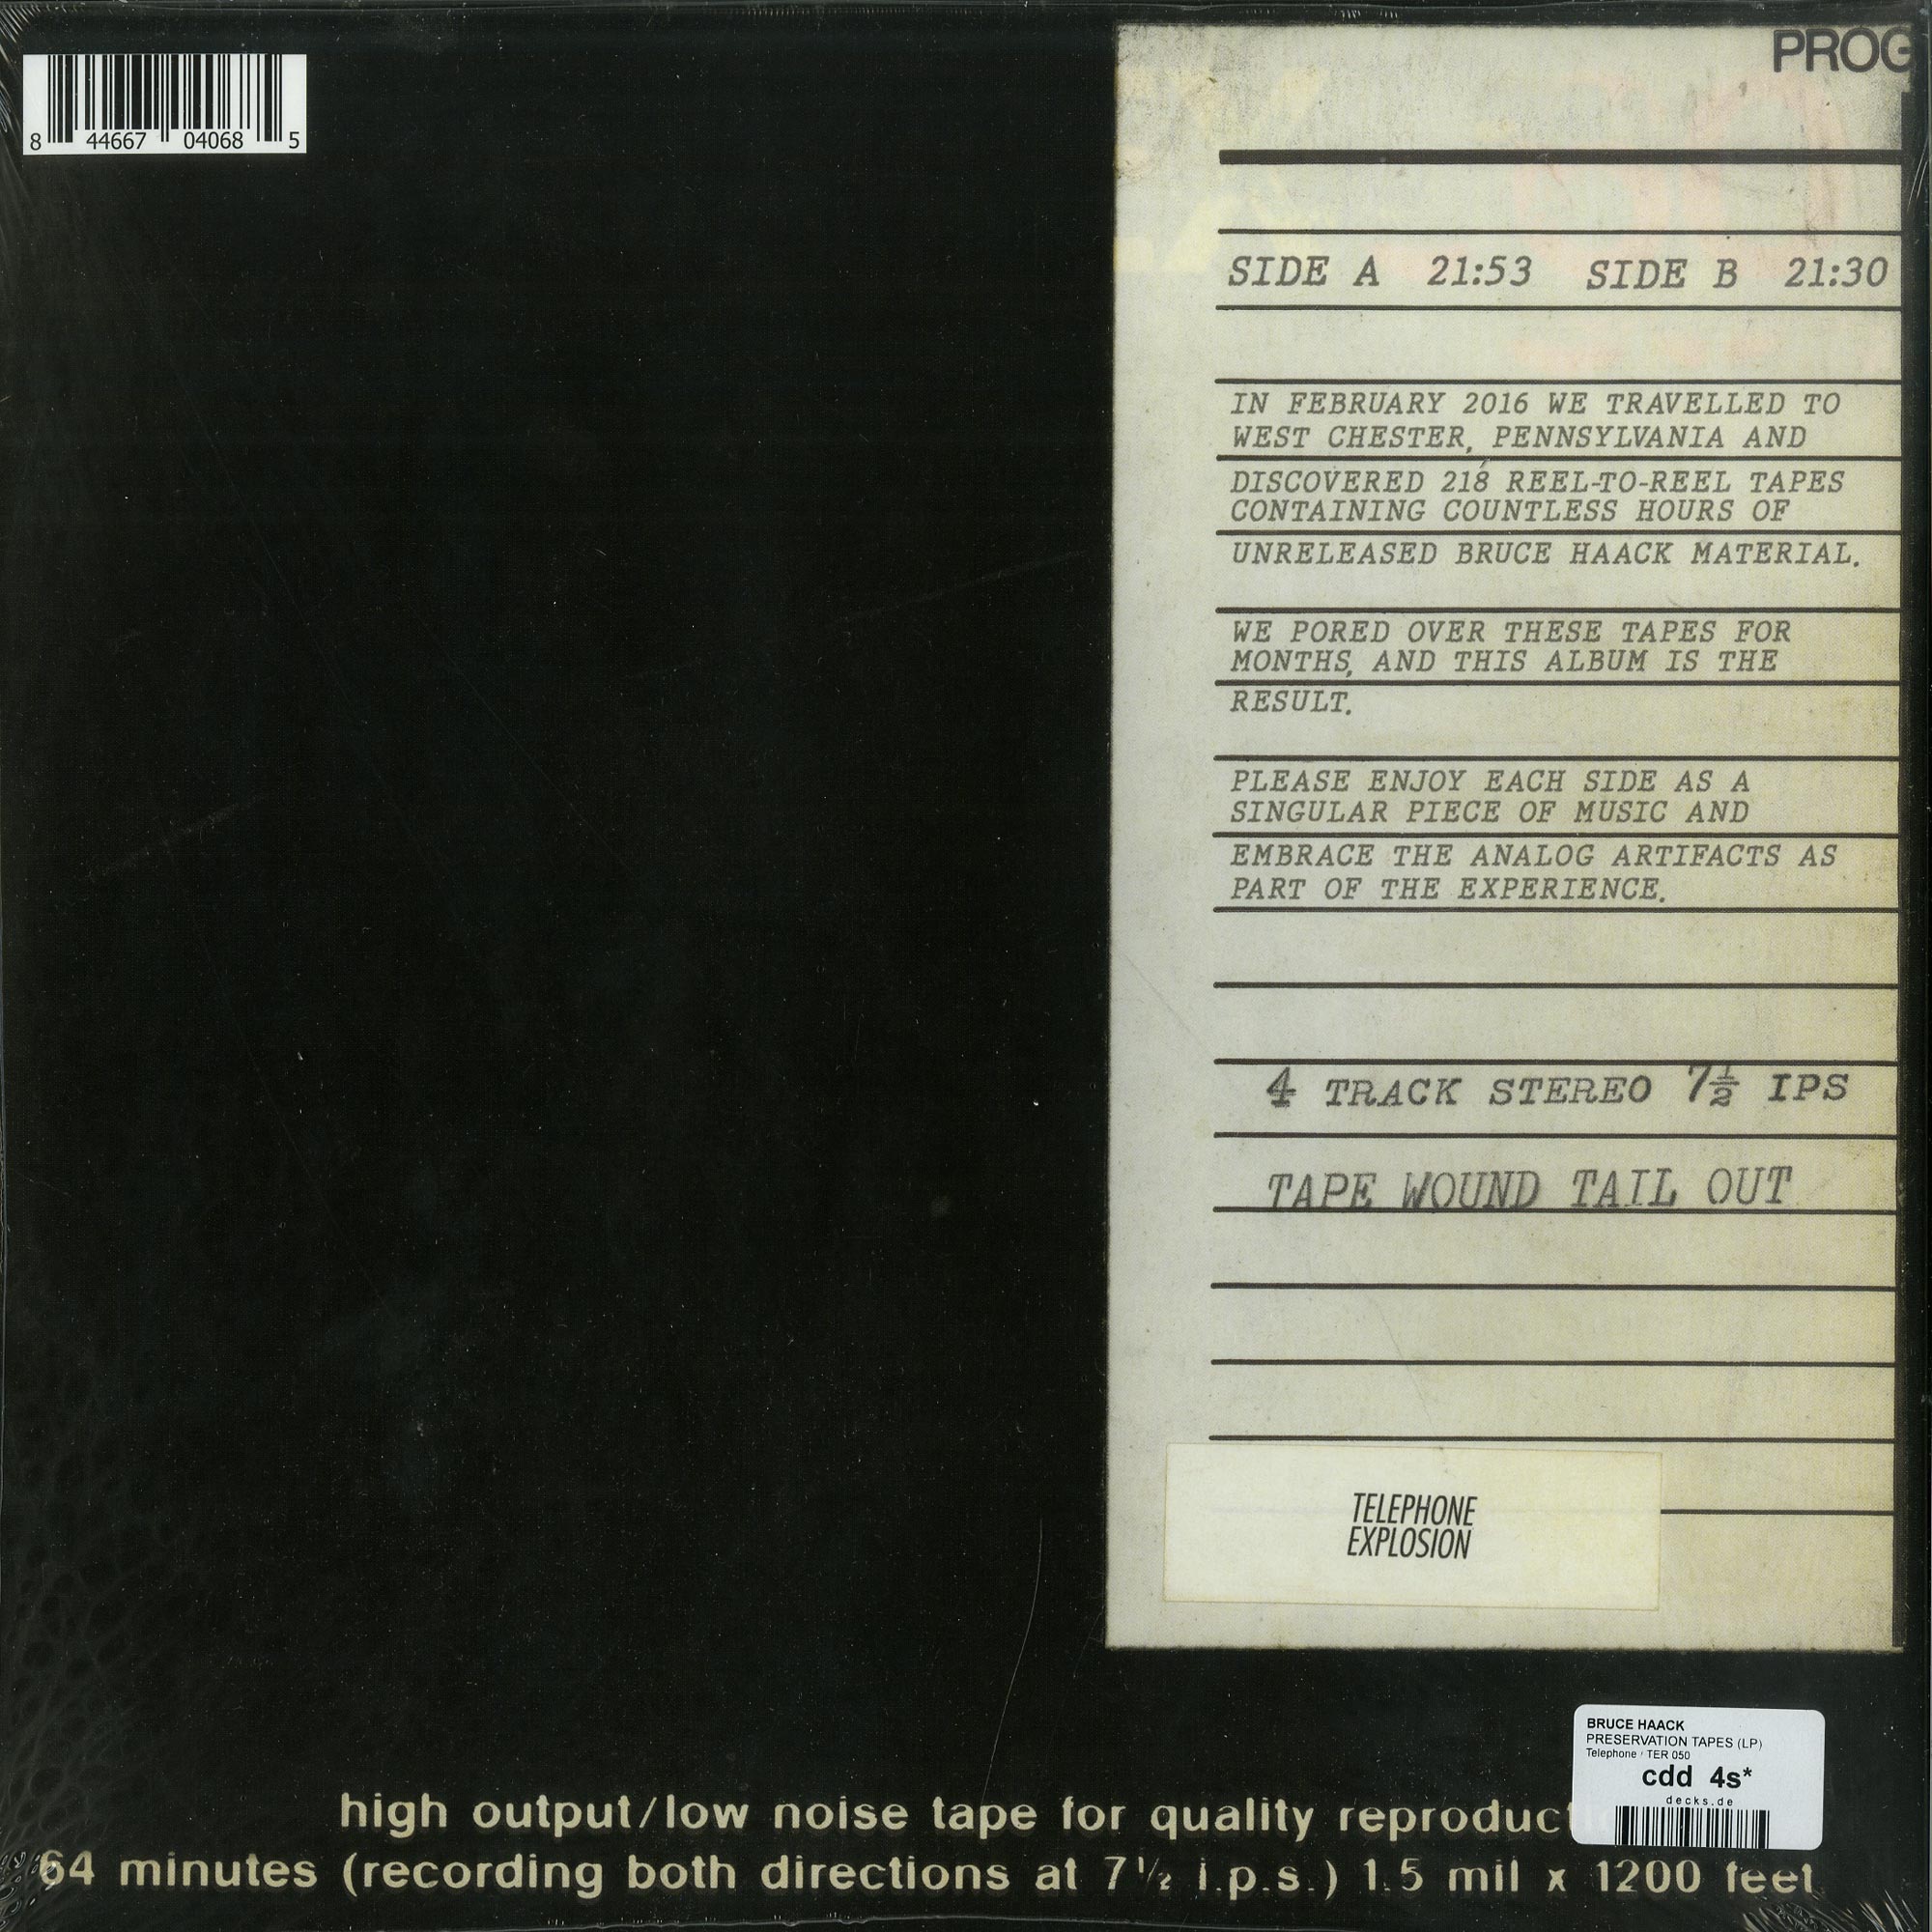 8 44667 04068 5
PROG
SIDE A 21:53 SIDE B 21:30
IN FEBRUARY 2016 WE TRAVELLED TO
WEST CHESTER, PENNSYLVANIA AND
DISCOVERED 218 REEL-TO-REEL TAPES
CONTAINING COUNTLESS HOURS OF
UNRELEASED BRUCE HAACK MATERIAL.
WE PORED OVER THESE TAPES FOR
MONTHS, AND THIS ALBUM IS THE
RESULT.
PLEASE ENJOY EACH SIDE AS A
SINGULAR PIECE OF MUSIC AND
EMBRACE THE ANALOG ARTIFACTS AS
PART OF THE EXPERIENCE.
4 TRACK STEREO 7½ IPS
TAPE WOUND TAIL OUT
TELEPHONE
EXPLOSION
BRUCE HAACK
PRESERVATION TAPES (LP)
Telephone / TER 050
cdd 4s*
decks.de
high output/low noise tape for quality reproducti
64 minutes (recording both directions at 7½ i.p.s.) 1.5 mil x 1200 feet